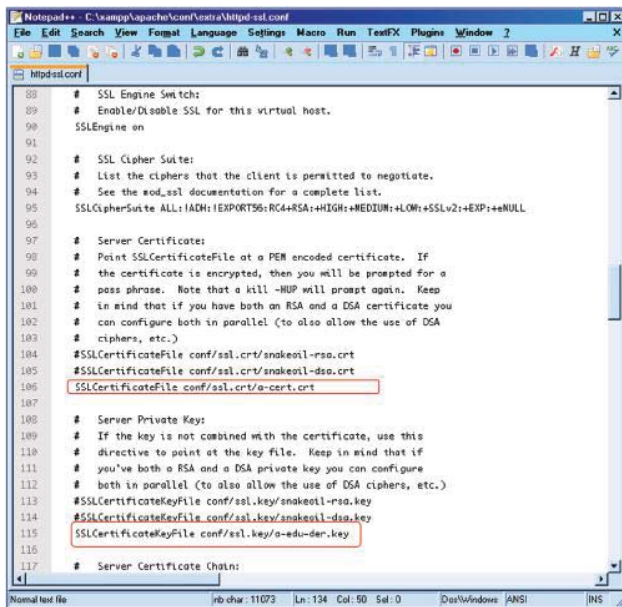 Notepad++ - C:\xampp\apache\conf\extra\httpd-ssl.conf
File Edit Search View Format Language Settings Macro Run TextFX Plugins Window ? X
httpd-ssl.conf
88 # SSL Engine Switch:
89 # Enable/Disable SSL for this virtual host.
90 SSLEngine on
91
92 # SSL Cipher Suite:
93 # List the ciphers that the client is permitted to negotiate.
94 # See the mod_ssl documentation for a complete list.
95 SSLCipherSuite ALL:!ADH:!EXPORT56:RC4+RSA:+HIGH:+MEDIUM:+LOW:+SSLv2:+EXP:+eNULL
96
97 # Server Certificate:
98 # Point SSLCertificateFile at a PEM encoded certificate. If
99 # the certificate is encrypted, then you will be prompted for a
100 # pass phrase. Note that a kill -HUP will prompt again. Keep
101 # in mind that if you have both an RSA and a DSA certificate you
102 # can configure both in parallel (to also allow the use of DSA
103 # ciphers, etc.)
104 #SSLCertificateFile conf/ssl.crt/snakeoil-rsa.crt
105 #SSLCertificateFile conf/ssl.crt/snakeoil-dsa.crt
106 SSLCertificateFile conf/ssl.crt/a-cert.crt
107
108 # Server Private Key:
109 # If the key is not combined with the certificate, use this
110 # directive to point at the key file. Keep in mind that if
111 # you've both a RSA and a DSA private key you can configure
112 # both in parallel (to also allow the use of DSA ciphers, etc.)
113 #SSLCertificateKeyFile conf/ssl.key/snakeoil-rsa.key
114 #SSLCertificateKeyFile conf/ssl.key/snakeoil-dsa.key
115 SSLCertificateKeyFile conf/ssl.key/a-edu-der.key
116
117 # Server Certificate Chain:
Normal text file nb char : 11073 Ln : 134 Col : 50 Sel : 0 Dos\Windows ANSI INS